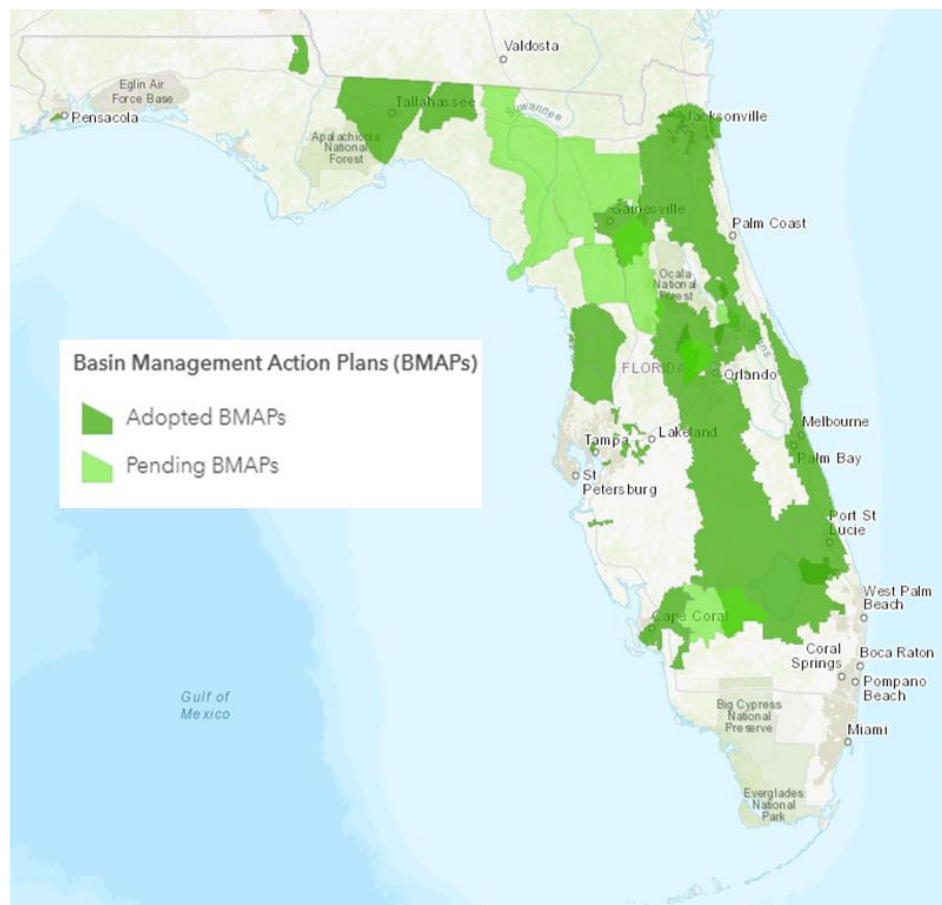 Valdosta
Eglin Air
Force Base
Pensacola
Tallahassee
Suwannee
Jacksonville
Apalachicola
National
Forest
Gainesville
Palm Coast
Ocala
National
Forest
Basin Management Action Plans (BMAPs)
Adopted BMAPs
Pending BMAPs
FLORIDA
Orlando
Melbourne
Palm Bay
Tampa
Lakeland
St
Petersburg
Port St
Lucie
West Palm
Beach
Cape Coral
Coral
Springs
Boca Raton
Pompano
Beach
Gulf of
Mexico
Big Cypress
National
Preserve
Miami
Everglades
National
Park